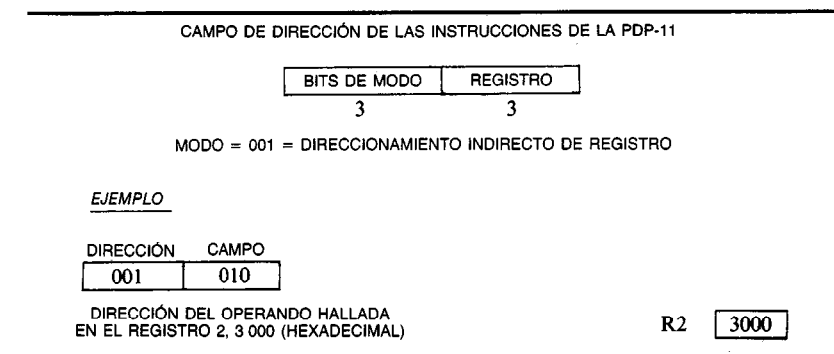 CAMPO DE DIRECCIÓN DE LAS INSTRUCCIONES DE LA PDP-11
BITS DE MODO REGISTRO
3 3
MODO = 001 = DIRECCIONAMIENTO INDIRECTO DE REGISTRO
EJEMPLO
DIRECCIÓN CAMPO
001 010
DIRECCIÓN DEL OPERANDO HALLADA
EN EL REGISTRO 2, 3 000 (HEXADECIMAL)
R2 3000